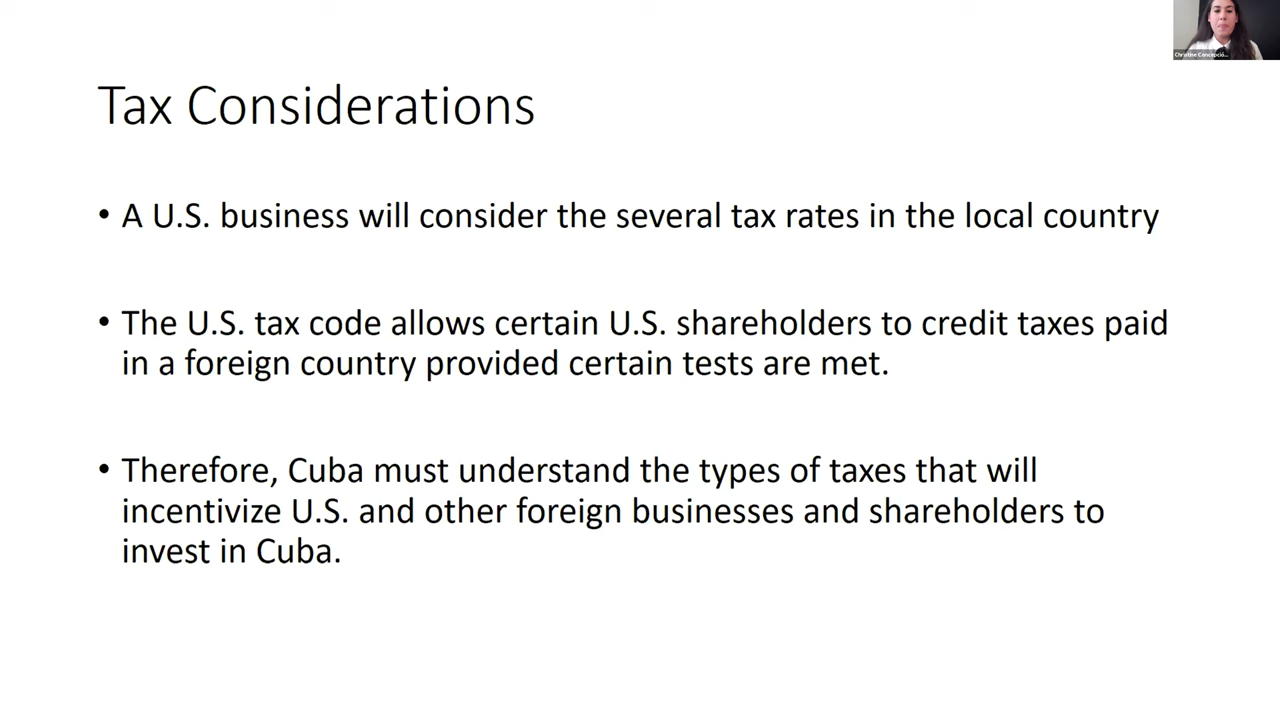 Christine Concepció...
Tax Considerations
• A U.S. business will consider the several tax rates in the local country
• The U.S. tax code allows certain U.S. shareholders to credit taxes paid
in a foreign country provided certain tests are met.
• Therefore, Cuba must understand the types of taxes that will
incentivize U.S. and other foreign businesses and shareholders to
invest in Cuba.